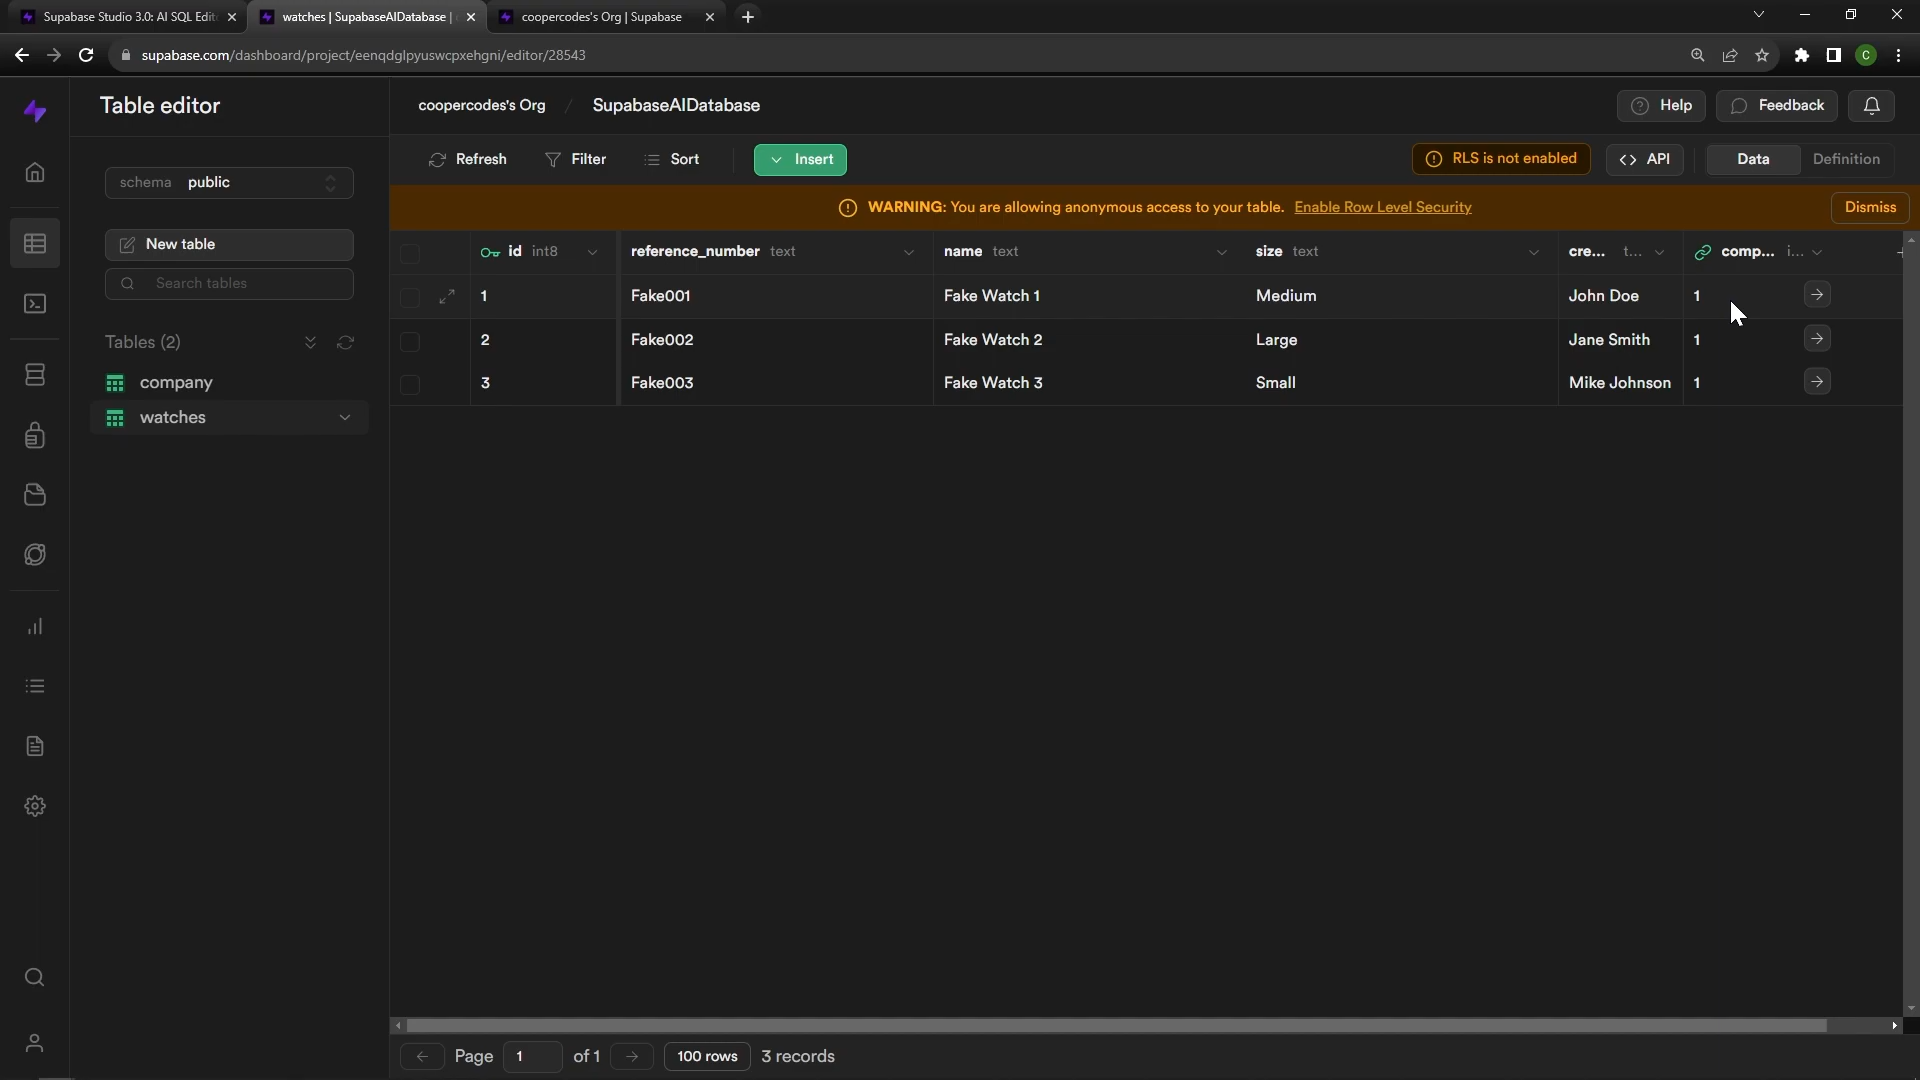 Supabase Studio 3.0: AI SQL Edit
watches | SupabaseAIDatabase |
coopercodes's Org | Supabase
supabase.com/dashboard/project/eenqdglpyuswcpxehgni/editor/28543
C
Table editor
coopercodes's Org / SupabaseAIDatabase
Help
Feedback
schema public
Refresh
Filter
Sort
Insert
RLS is not enabled
<> API
Data
Definition
WARNING: You are allowing anonymous access to your table. Enable Row Level Security
Dismiss
New table
Search tables
Tables (2)
company
watches
id int8 reference_number text name text size text cre... t... comp... i...
1 Fake001 Fake Watch 1 Medium John Doe 1
2 Fake002 Fake Watch 2 Large Jane Smith 1
3 Fake003 Fake Watch 3 Small Mike Johnson 1
Page 1 of 1 100 rows 3 records